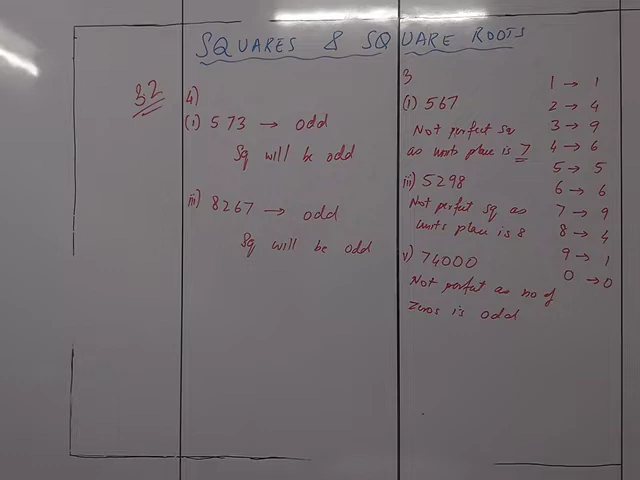 SQUARES & SQUARE ROOTS
3.2
4)
(i) 573 → odd
Sq will be odd
iii) 8267 → odd
Sq will be odd
3
(i) 567
Not perfect sq
as units place is 7
iii) 5298
Not perfect sq as
units place is 8
v) 74000
Not perfect as no of
Zeros is odd
1 → 1
2 → 4
3 → 9
4 → 6
5 → 5
6 → 6
7 → 9
8 → 4
9 → 1
0 → 0